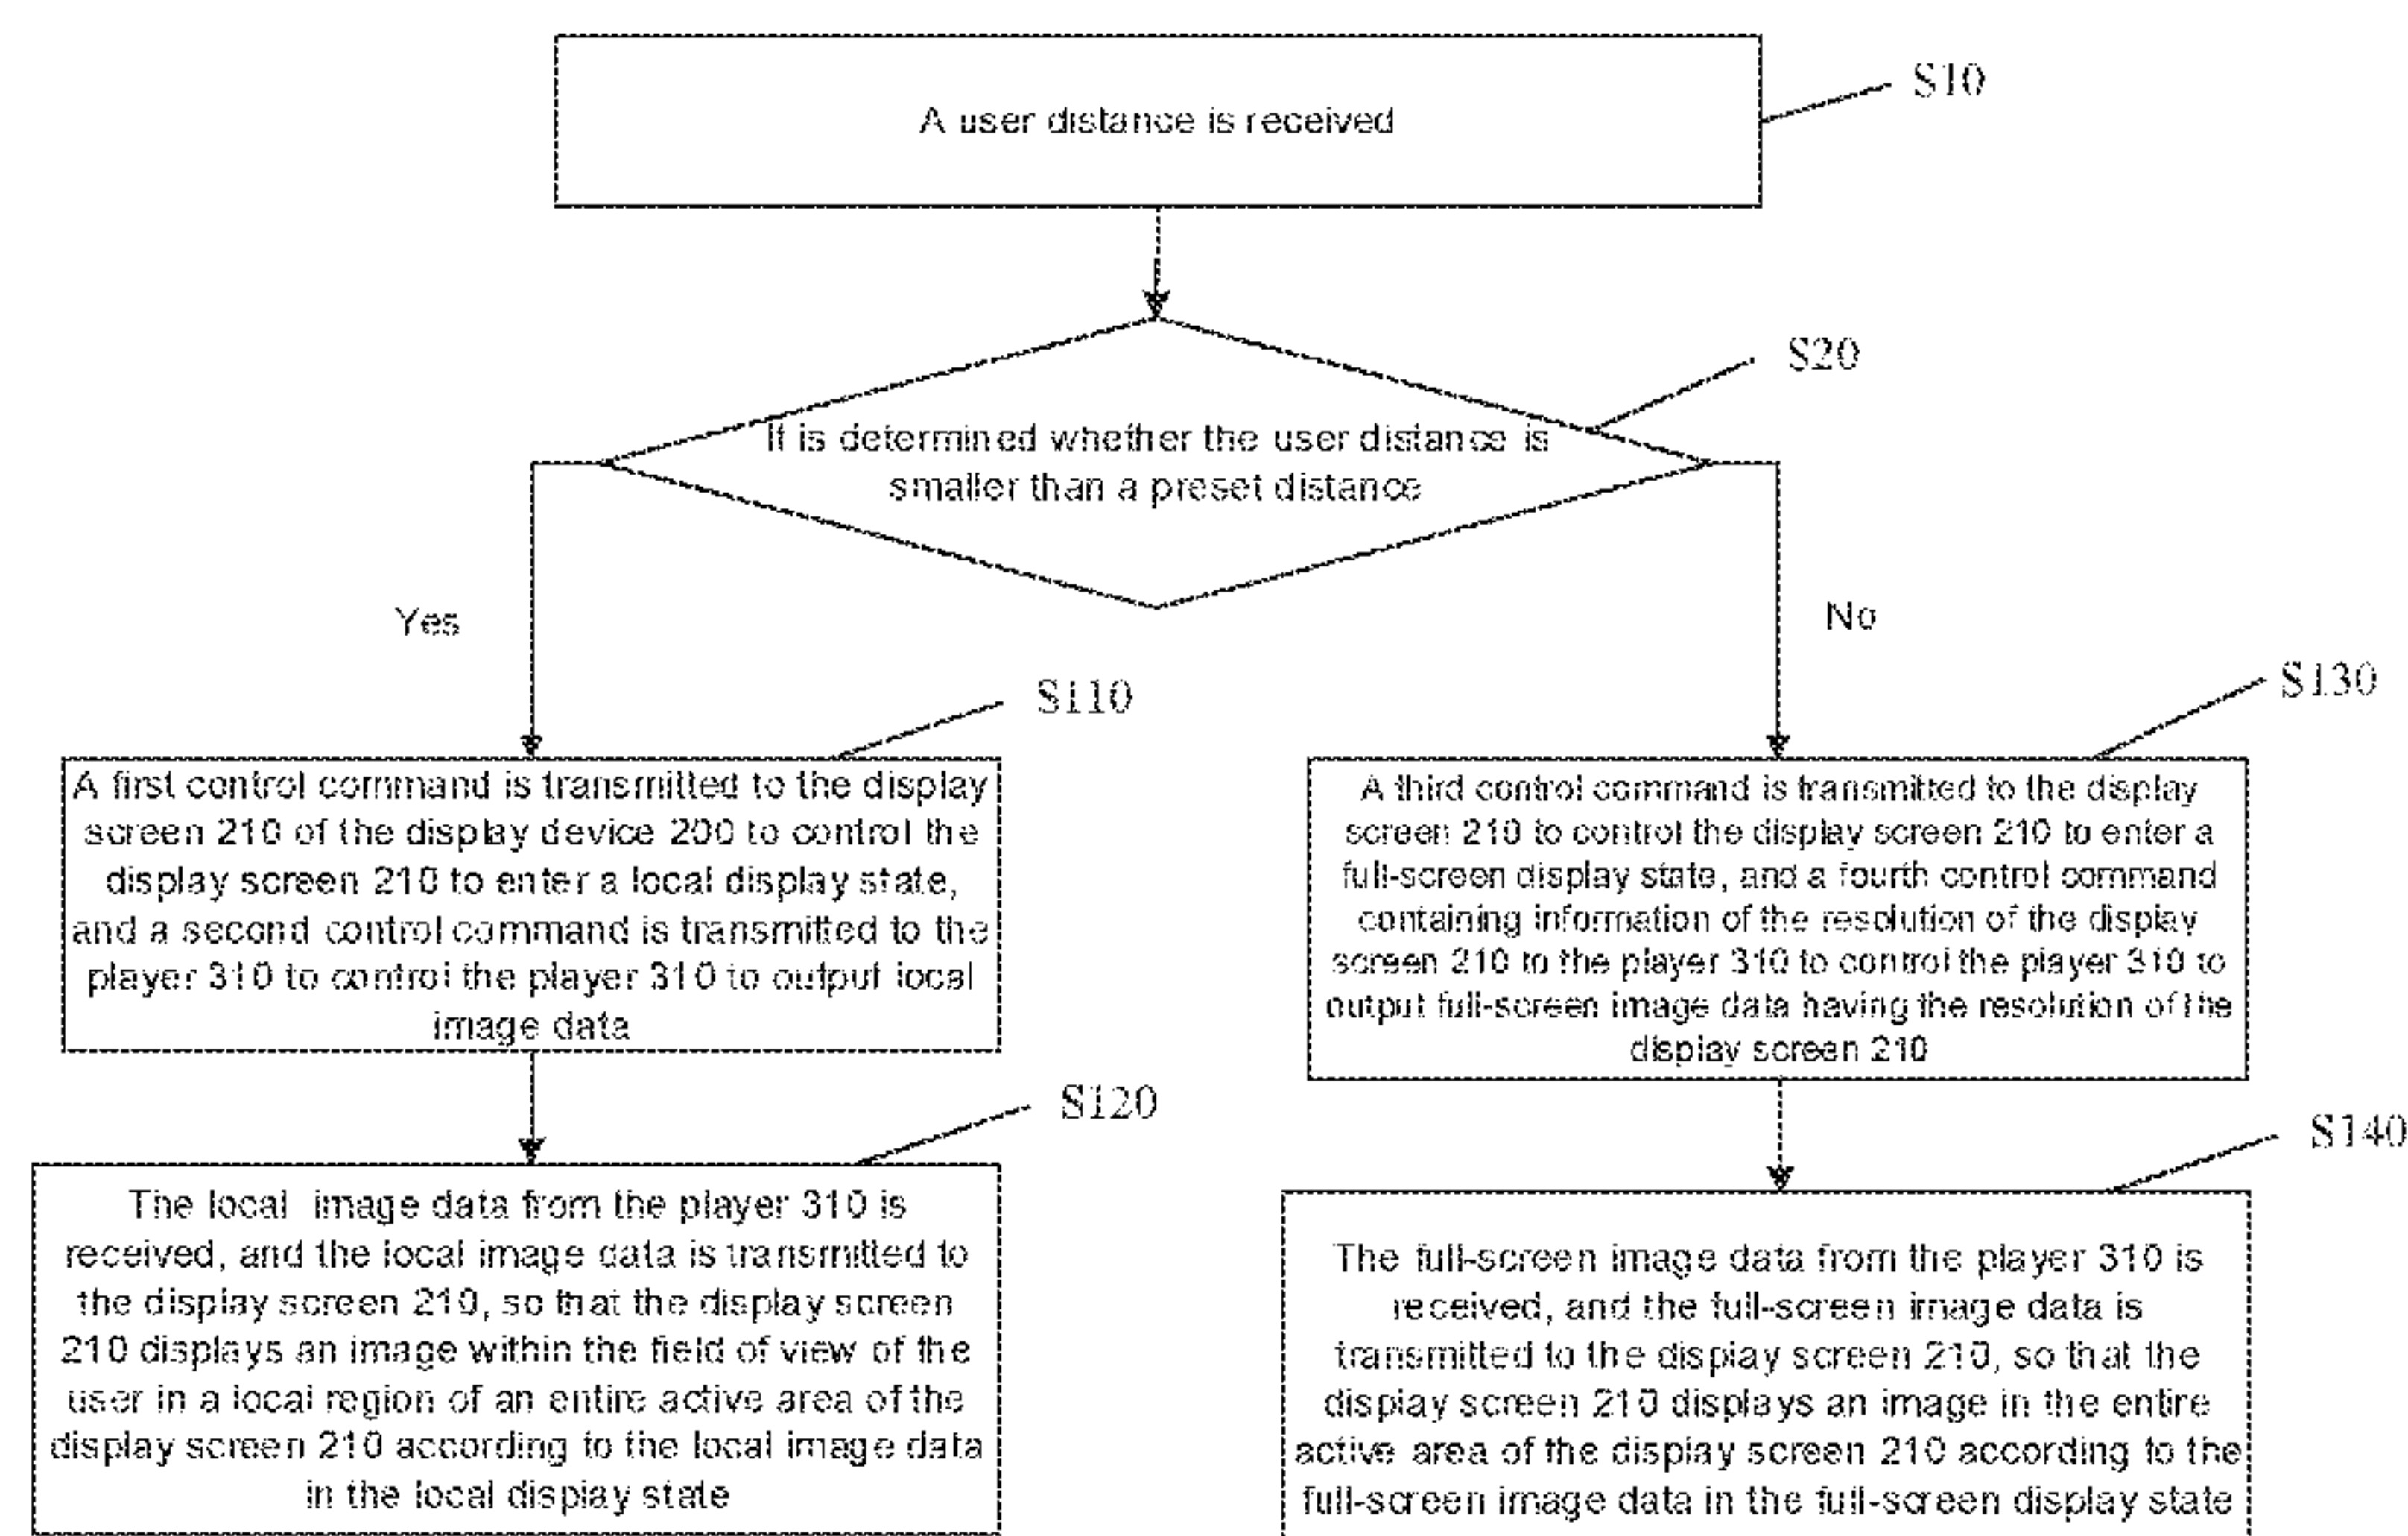 A user distance is received
S10
S20
It is determined whether the user distance is
smaller than a preset distance
Yes
No
S110
A first control command is transmitted to the display
screen 210 of the display device 200 to control the
display screen 210 to enter a local display state,
and a second control command is transmitted to the
player 310 to control the player 310 to output local
image data
S130
A third control command is transmitted to the display
screen 210 to control the display screen 210 to enter a
full-screen display state, and a fourth control command
containing information of the resolution of the display
screen 210 to the player 310 to control the player 310 to
output full-screen image data having the resolution of the
display screen 210
S120
The local image data from the player 310 is
received, and the local image data is transmitted to
the display screen 210, so that the display screen
210 displays an image within the field of view of the
user in a local region of an entire active area of the
display screen 210 according to the local image data
in the local display state
S140
The full-screen image data from the player 310 is
received, and the full-screen image data is
transmitted to the display screen 210, so that the
display screen 210 displays an image in the entire
active area of the display screen 210 according to the
full-screen image data in the full-screen display state